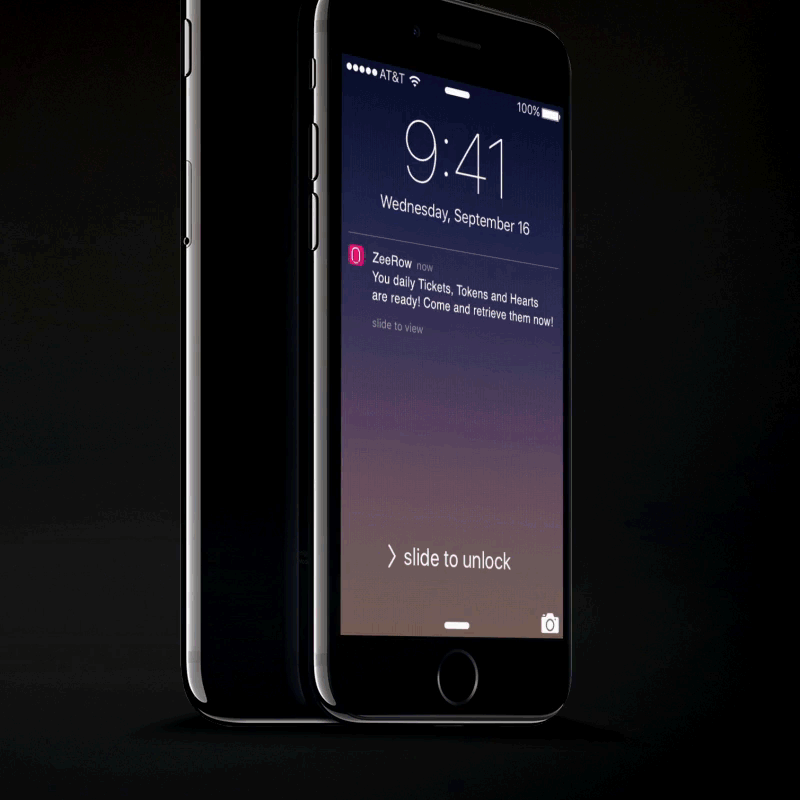 AT&T 100%
9:41
Wednesday, September 16
ZeeRow now
You daily Tickets, Tokens and Hearts
are ready! Come and retrieve them now!
slide to view
slide to unlock